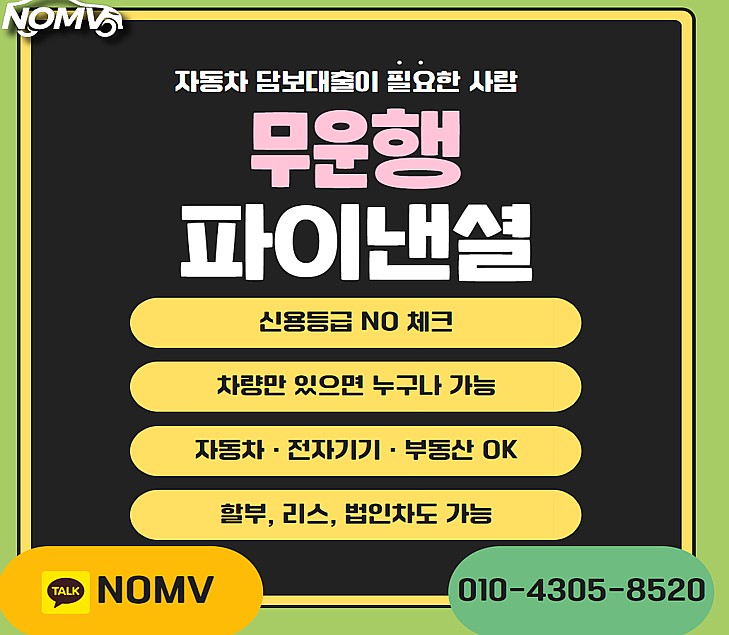 NOMV
자동차 담보대출이 필요한 사람
무운행
파이낸셜
신용등급 NO 체크
차량만 있으면 누구나 가능
자동차 · 전자기기 · 부동산 OK
할부, 리스, 법인차도 가능
TALK NOMV
010-4305-8520